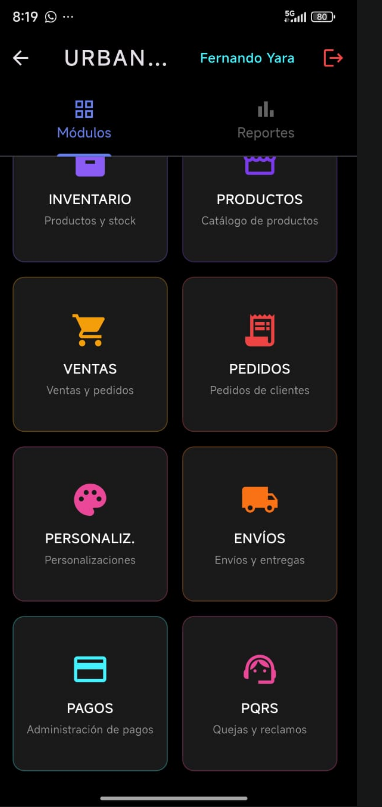 8:19 ... 5G 80
URBAN... Fernando Yara
Módulos Reportes
INVENTARIO PRODUCTOS
Productos y stock Catálogo de productos
VENTAS PEDIDOS
Ventas y pedidos Pedidos de clientes
PERSONALIZ. ENVÍOS
Personalizaciones Envíos y entregas
PAGOS PQRS
Administración de pagos Quejas y reclamos